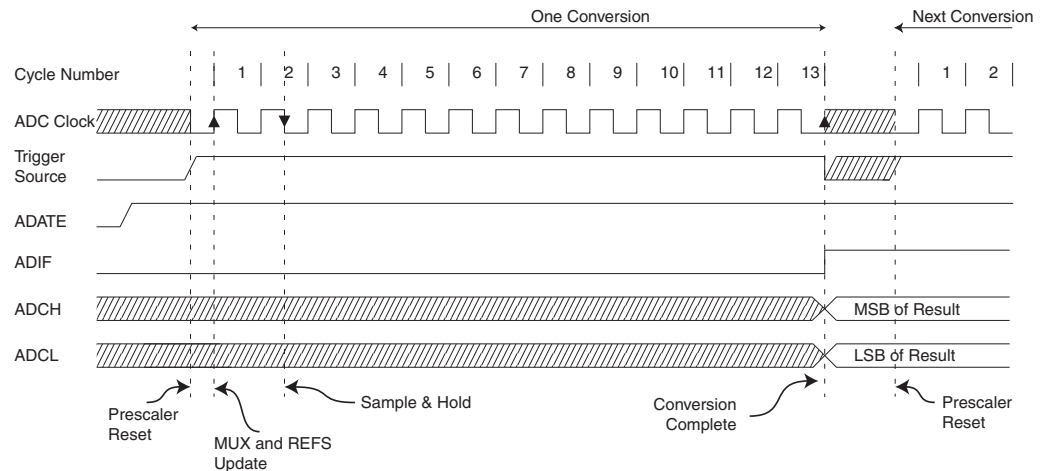 One Conversion
Next Conversion
Cycle Number
1 2 3 4 5 6 7 8 9 10 11 12 13 1 2
ADC Clock
Trigger
Source
ADATE
ADIF
ADCH
MSB of Result
ADCL
LSB of Result
Prescaler
Reset
MUX and REFS
Update
Sample & Hold
Conversion
Complete
Prescaler
Reset